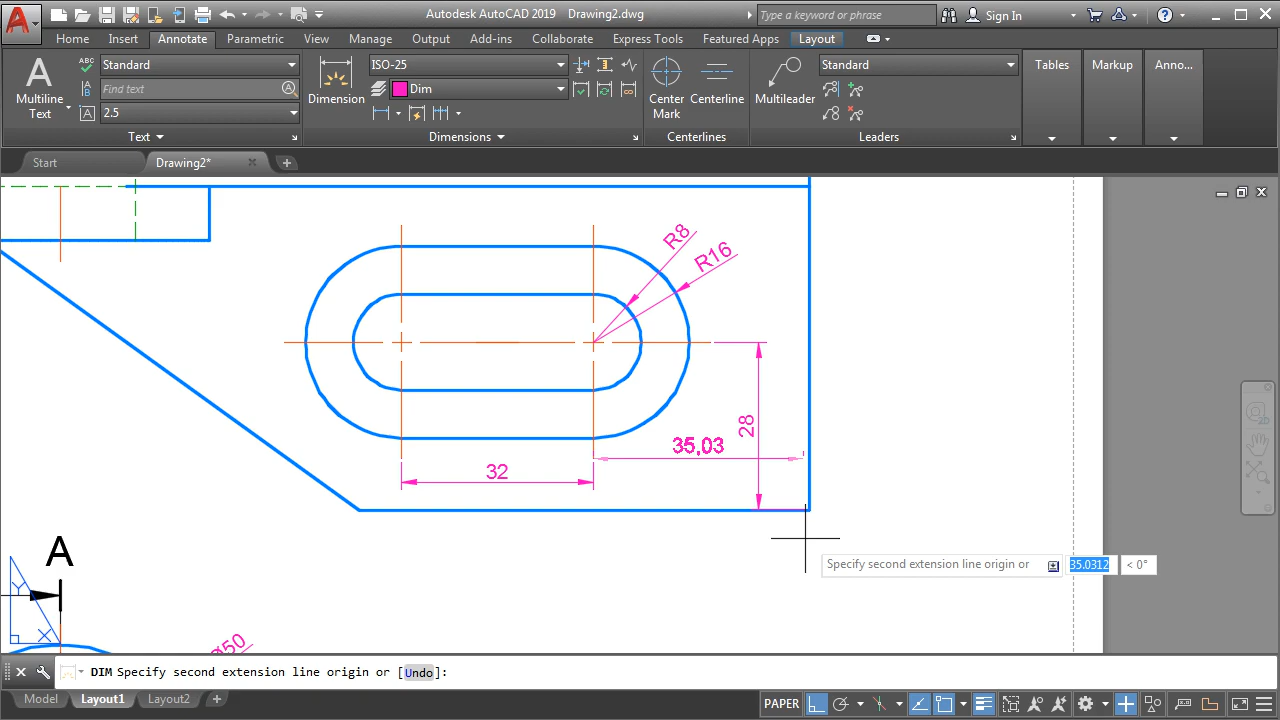 Autodesk AutoCAD 2019 Drawing2.dwg
Type a keyword or phrase
Sign In
Home Insert Annotate Parametric View Manage Output Add-ins Collaborate Express Tools Featured Apps Layout
A
Multiline
Text
ABC
Standard
Find text
2.5
Text
Dimension
ISO-25
Dim
Dimensions
Center
Mark
Centerline
Centerlines
Multileader
Standard
Leaders
Tables
Markup
Anno...
Start
Drawing2*
R8
R16
28
35,03
32
A
Y
X
ø50
2D
Specify second extension line origin or
35.0312
< 0°
DIM Specify second extension line origin or [Undo]:
Model Layout1 Layout2
PAPER